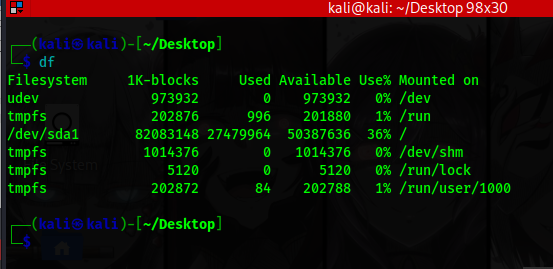 kali@kali: ~/Desktop 98x30
┌──(kali㉿kali)-[~/Desktop]
└─$ df
Filesystem     1K-blocks     Used Available Use% Mounted on
udev              973932        0    973932   0% /dev
tmpfs             202876      996    201880   1% /run
/dev/sda1       82083148 27479964  50387636  36% /
tmpfs            1014376        0   1014376   0% /dev/shm
tmpfs               5120        0      5120   0% /run/lock
tmpfs             202872       84    202788   1% /run/user/1000
┌──(kali㉿kali)-[~/Desktop]
└─$
System